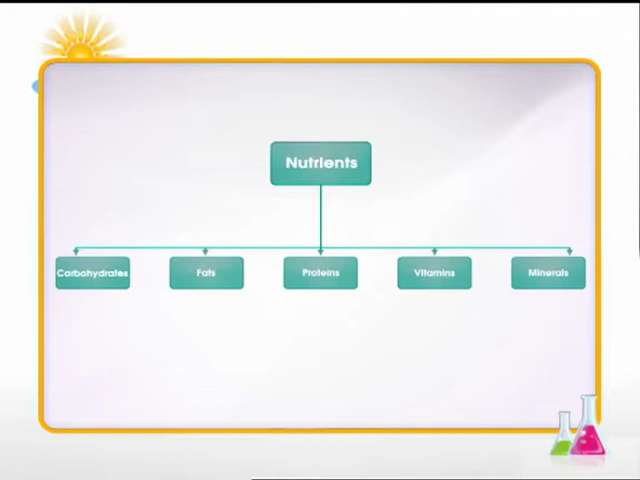 Nutrients
Carbohydrates
Fats
Proteins
Vitamins
Minerals